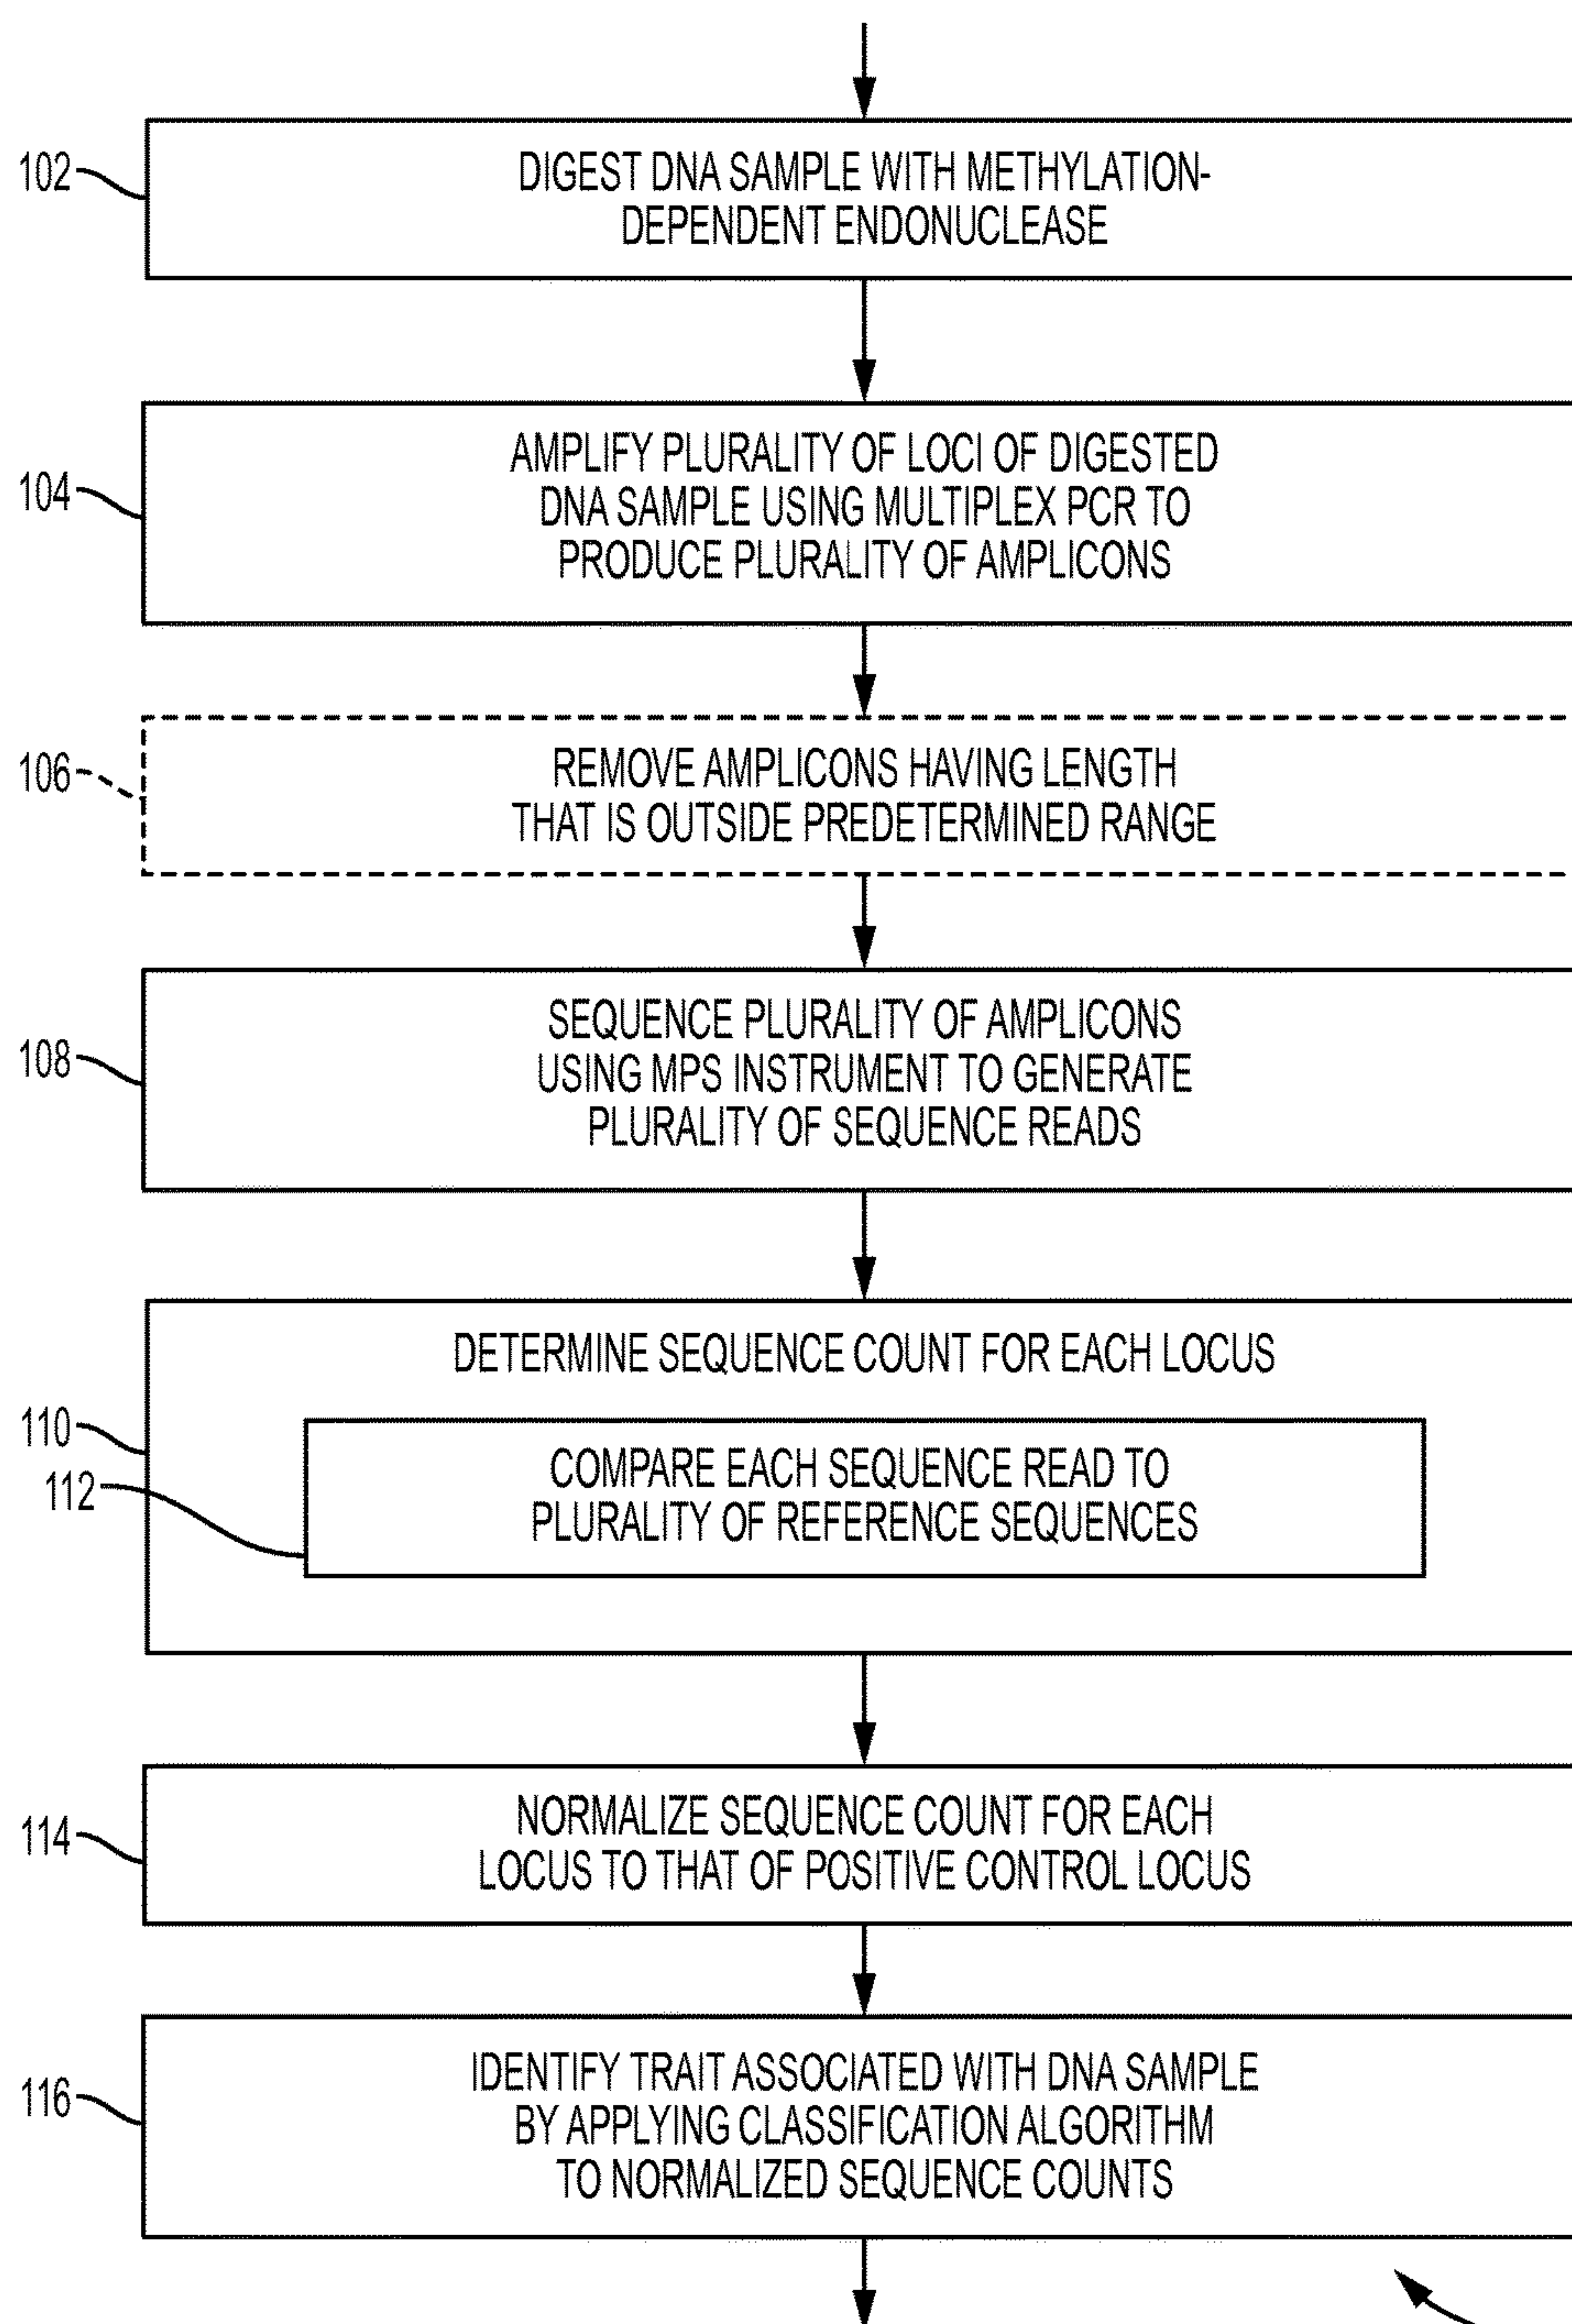 102
DIGEST DNA SAMPLE WITH METHYLATION-
DEPENDENT ENDONUCLEASE
104
AMPLIFY PLURALITY OF LOCI OF DIGESTED
DNA SAMPLE USING MULTIPLEX PCR TO
PRODUCE PLURALITY OF AMPLICONS
106
REMOVE AMPLICONS HAVING LENGTH
THAT IS OUTSIDE PREDETERMINED RANGE
108
SEQUENCE PLURALITY OF AMPLICONS
USING MPS INSTRUMENT TO GENERATE
PLURALITY OF SEQUENCE READS
110
DETERMINE SEQUENCE COUNT FOR EACH LOCUS
112
COMPARE EACH SEQUENCE READ TO
PLURALITY OF REFERENCE SEQUENCES
114
NORMALIZE SEQUENCE COUNT FOR EACH
LOCUS TO THAT OF POSITIVE CONTROL LOCUS
116
IDENTIFY TRAIT ASSOCIATED WITH DNA SAMPLE
BY APPLYING CLASSIFICATION ALGORITHM
TO NORMALIZED SEQUENCE COUNTS